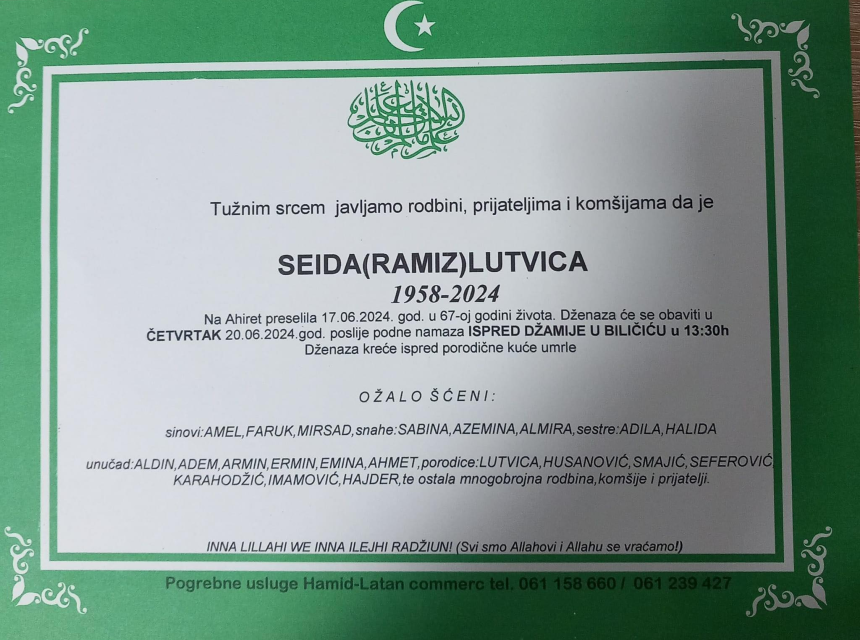 Tužnim srcem javljamo rodbini, prijateljima i komšijama da je
SEIDA(RAMIZ)LUTVICA
1958-2024
Na Ahiret preselila 17.06.2024. god. u 67-oj godini života. Dženaza će se obaviti u
ČETVRTAK 20.06.2024.god. poslije podne namaza ISPRED DŽAMIJE U BILIČIĆU u 13:30h
Dženaza kreće ispred porodične kuće umrle
OŽALO ŠĆENI:
sinovi:AMEL,FARUK,MIRSAD,snahe:SABINA,AZEMINA,ALMIRA,sestre:ADILA,HALIDA
unučad:ALDIN,ADEM,ARMIN,ERMIN,EMINA,AHMET,porodice:LUTVICA,HUSANOVIĆ,SMAJIĆ,SEFEROVIĆ,
KARAHODŽIĆ,IMAMOVIĆ,HAJDER,te ostala mnogobrojna rodbina,komšije i prijatelji.
INNA LILLAHI WE INNA ILEJHI RADŽIUN! (Svi smo Allahovi i Allahu se vraćamo!)
Pogrebne usluge Hamid-Latan commerc tel. 061 158 660 / 061 239 427